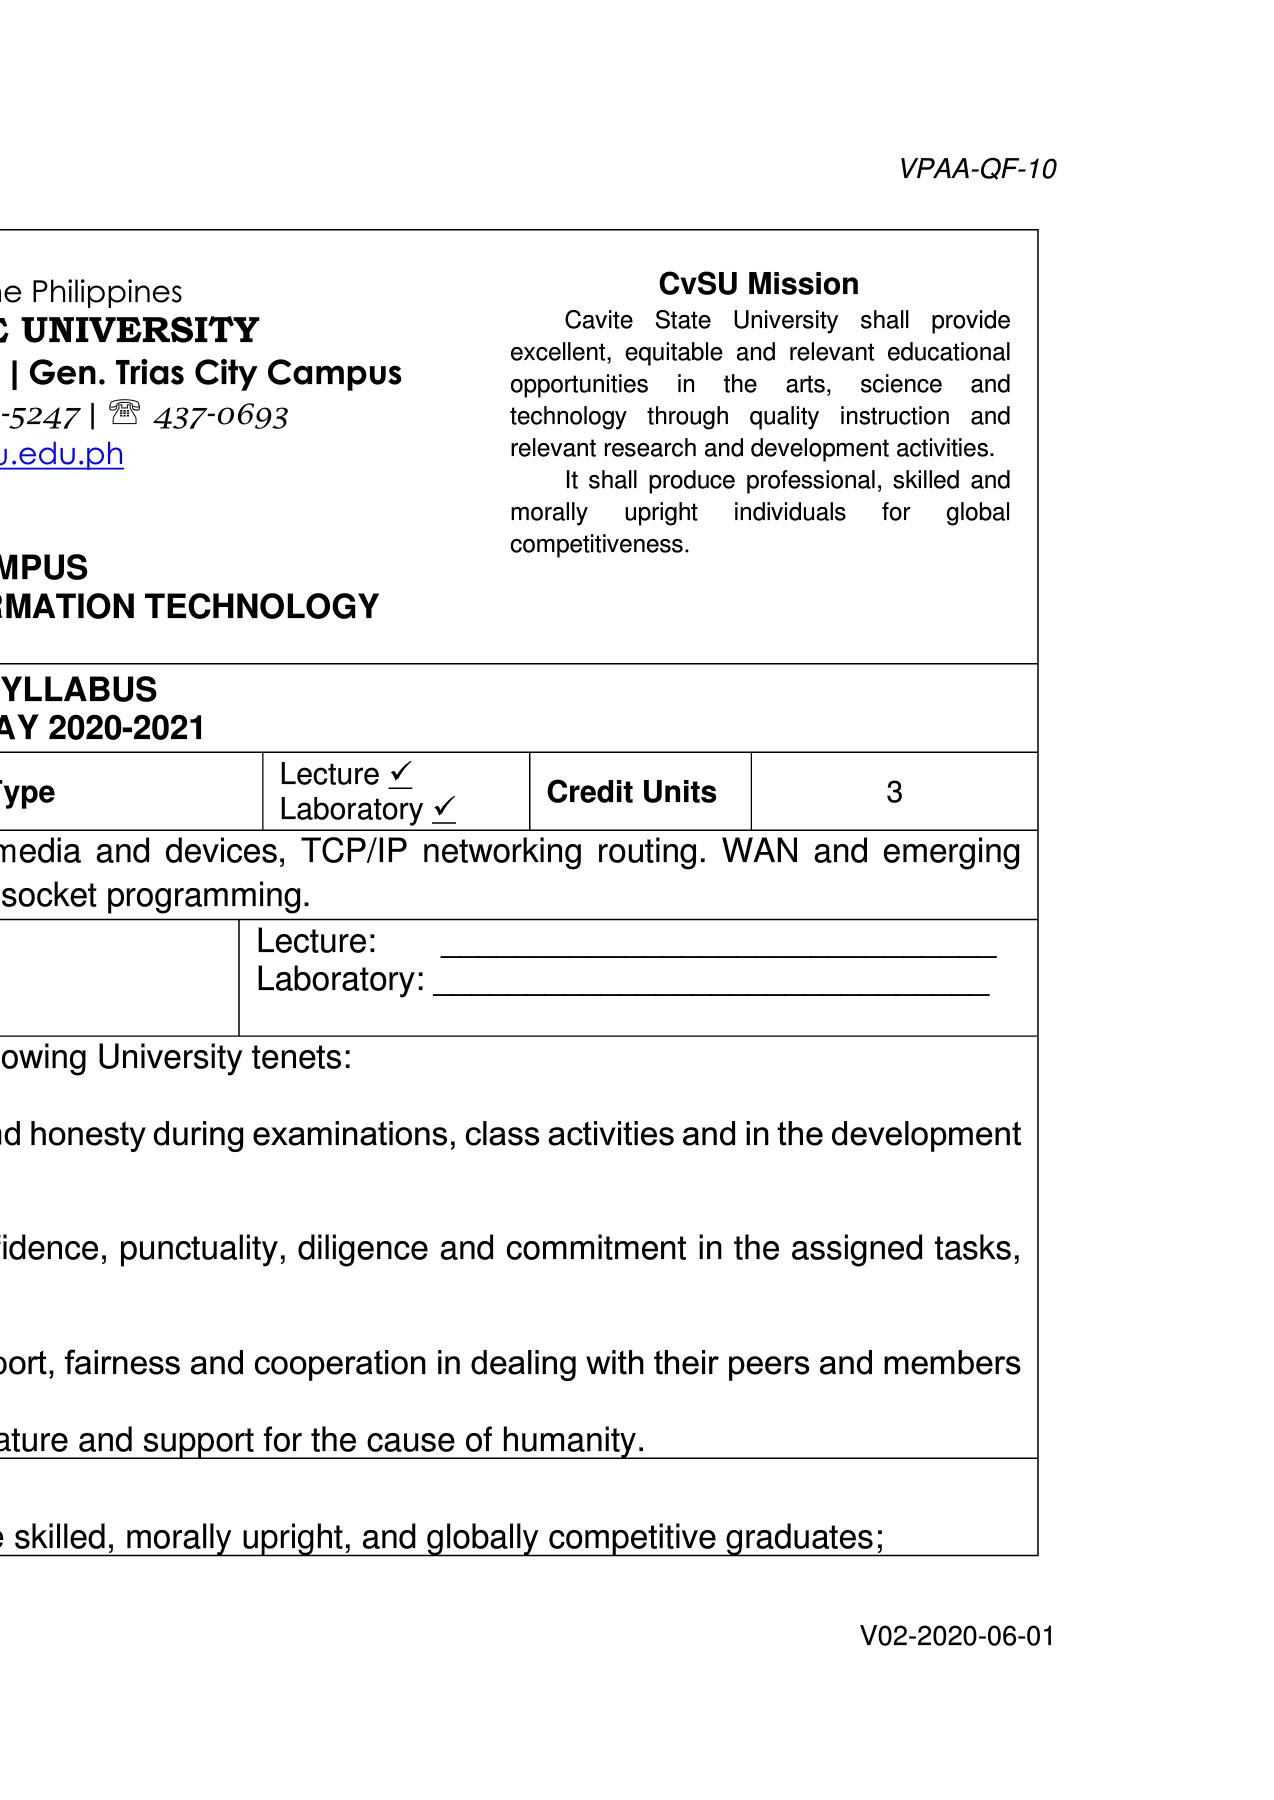 VPAA-QF-10
he Philippines
UNIVERSITY
| Gen. Trias City Campus
-5247 | ☏ 437-0693
u.edu.ph
MPUS
RMATION TECHNOLOGY
CvSU Mission
Cavite State University shall provide
excellent, equitable and relevant educational
opportunities in the arts, science and
technology through quality instruction and
relevant research and development activities.
It shall produce professional, skilled and
morally upright individuals for global
competitiveness.
YLLABUS
AY 2020-2021
Type
Lecture ✓
Laboratory ✓
Credit Units
3
media and devices, TCP/IP networking routing. WAN and emerging
socket programming.
Lecture: ______________________________
Laboratory: ______________________________
owing University tenets:
nd honesty during examinations, class activities and in the development
fidence, punctuality, diligence and commitment in the assigned tasks,
port, fairness and cooperation in dealing with their peers and members
ature and support for the cause of humanity.
e skilled, morally upright, and globally competitive graduates;
V02-2020-06-01